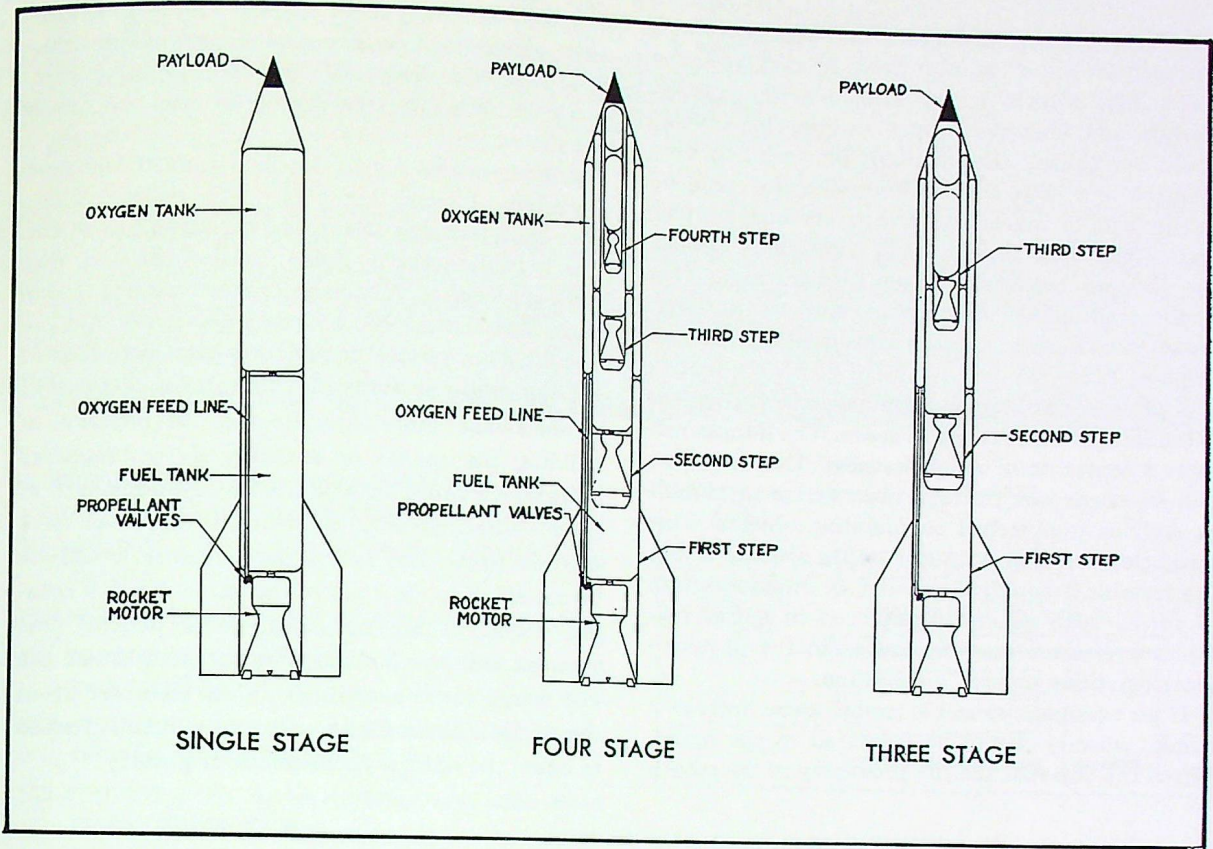 PAYLOAD
OXYGEN TANK
OXYGEN FEED LINE
FUEL TANK
PROPELLANT
VALVES
ROCKET
MOTOR
SINGLE STAGE
PAYLOAD
OXYGEN TANK
FOURTH STEP
THIRD STEP
OXYGEN FEED LINE
SECOND STEP
FUEL TANK
PROPELLANT VALVES
FIRST STEP
ROCKET
MOTOR
FOUR STAGE
PAYLOAD
THIRD STEP
SECOND STEP
FIRST STEP
THREE STAGE